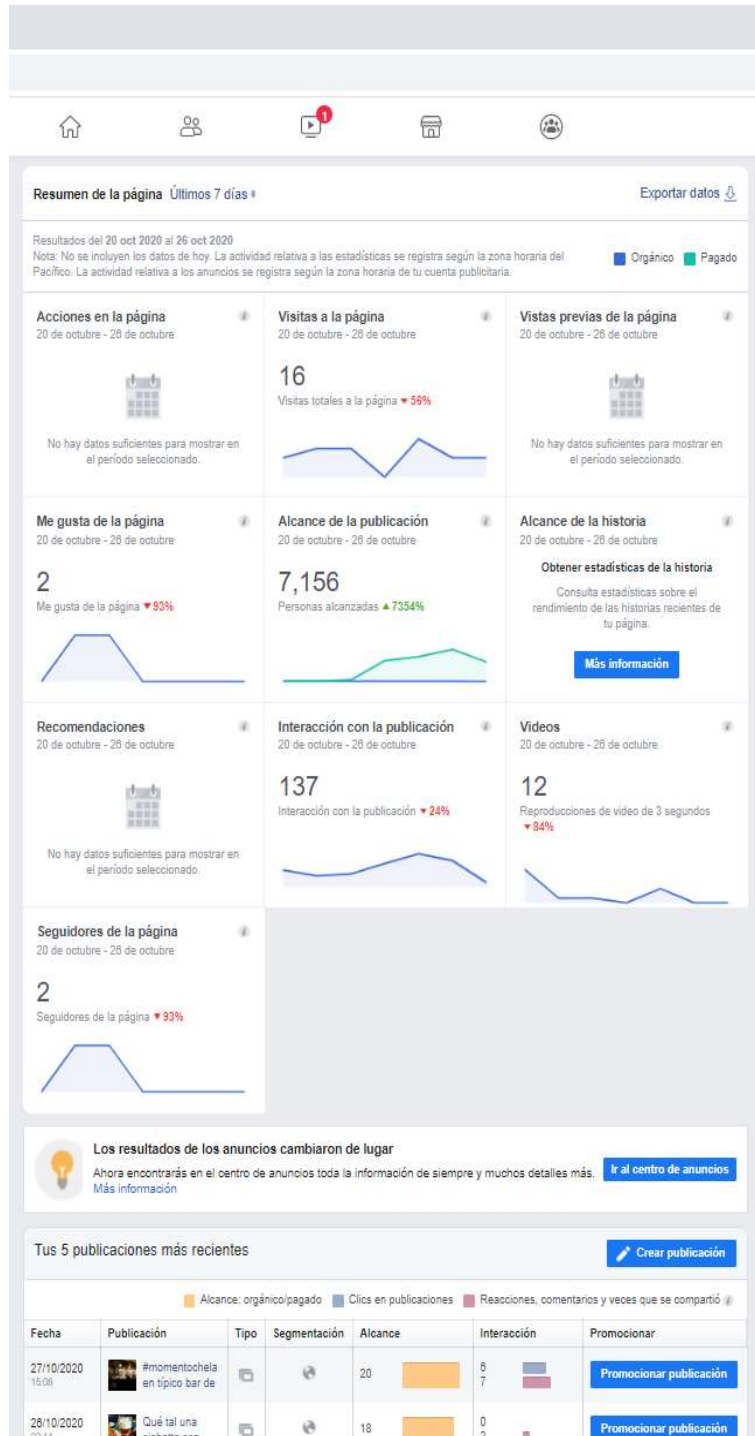 1
Resumen de la página Últimos 7 días
Exportar datos
Resultados del 20 oct 2020 al 26 oct 2020
Nota: No se incluyen los datos de hoy. La actividad relativa a las estadísticas se registra según la zona horaria del
Pacífico. La actividad relativa a los anuncios se registra según la zona horaria de tu cuenta publicitaria.
Orgánico Pagado
Acciones en la página
20 de octubre - 26 de octubre
No hay datos suficientes para mostrar en
el período seleccionado.
Visitas a la página
20 de octubre - 26 de octubre
16
Visitas totales a la página ▼ 56%
Vistas previas de la página
20 de octubre - 26 de octubre
No hay datos suficientes para mostrar en
el período seleccionado.
Me gusta de la página
20 de octubre - 26 de octubre
2
Me gusta de la página ▼ 93%
Alcance de la publicación
20 de octubre - 26 de octubre
7,156
Personas alcanzadas ▲ 7354%
Alcance de la historia
20 de octubre - 26 de octubre
Obtener estadísticas de la historia
Consulta estadísticas sobre el
rendimiento de las historias recientes de
tu página.
Más información
Recomendaciones
20 de octubre - 26 de octubre
No hay datos suficientes para mostrar en
el período seleccionado.
Interacción con la publicación
20 de octubre - 26 de octubre
137
Interacción con la publicación ▼ 24%
Videos
20 de octubre - 26 de octubre
12
Reproducciones de video de 3 segundos
▼ 84%
Seguidores de la página
20 de octubre - 26 de octubre
2
Seguidores de la página ▼ 93%
Los resultados de los anuncios cambiaron de lugar
Ahora encontrarás en el centro de anuncios toda la información de siempre y muchos detalles más.
Más información
Ir al centro de anuncios
Tus 5 publicaciones más recientes
Crear publicación
Alcance: orgánico/pagado Clics en publicaciones Reacciones, comentarios y veces que se compartió
Fecha Publicación Tipo Segmentación Alcance Interacción Promocionar
27/10/2020
15:08
#momentochela
en típico bar de
20
6
7
Promocionar publicación
26/10/2020
Qué tal una
18
0
Promocionar publicación